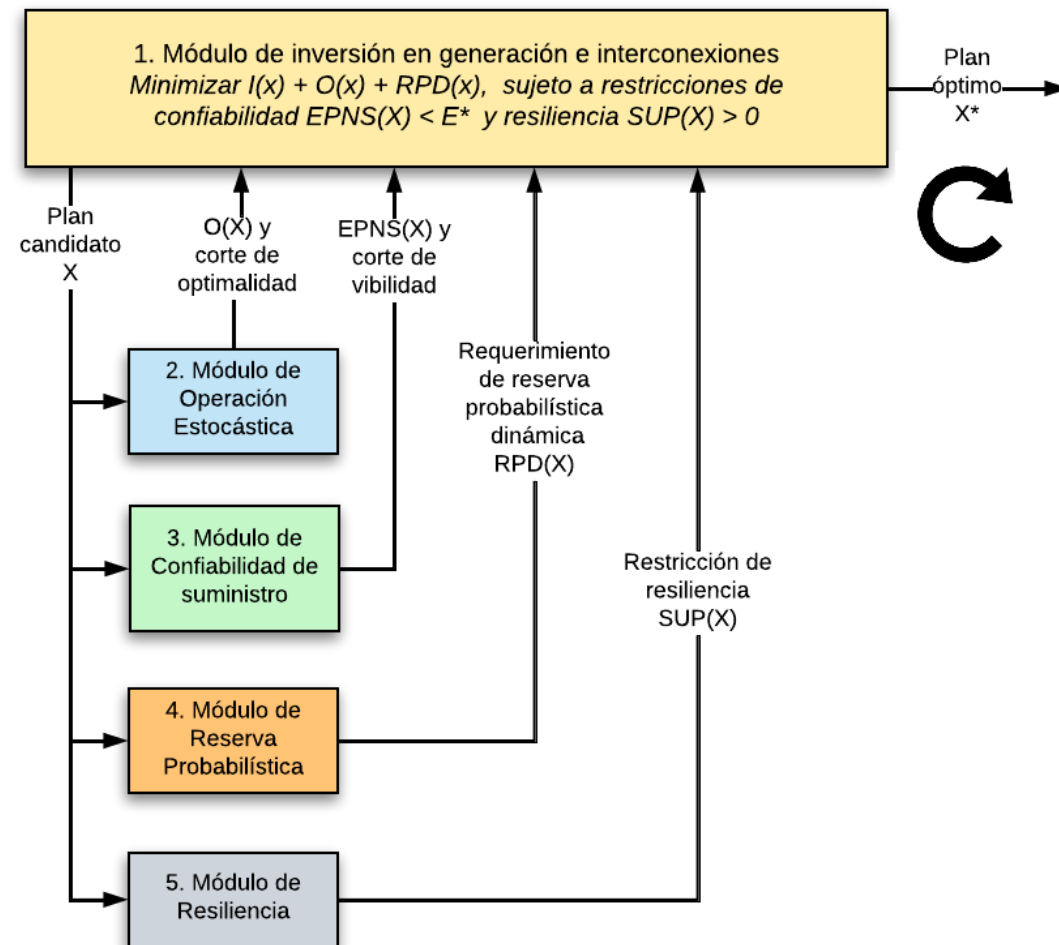 1. Módulo de inversión en generación e interconexiones
Minimizar I(x) + O(x) + RPD(x), sujeto a restricciones de
confiabilidad EPNS(X) < E* y resiliencia SUP(X) > 0
Plan
óptimo
X*
Plan
candidato
X
O(X) y
corte de
optimalidad
EPNS(X) y
corte de
vibilidad
Requerimiento
de reserva
probabilística
dinámica
RPD(X)
2. Módulo de
Operación
Estocástica
3. Módulo de
Confiabilidad de
suministro
Restricción de
resiliencia
SUP(X)
4. Módulo de
Reserva
Probabilística
5. Módulo de
Resiliencia